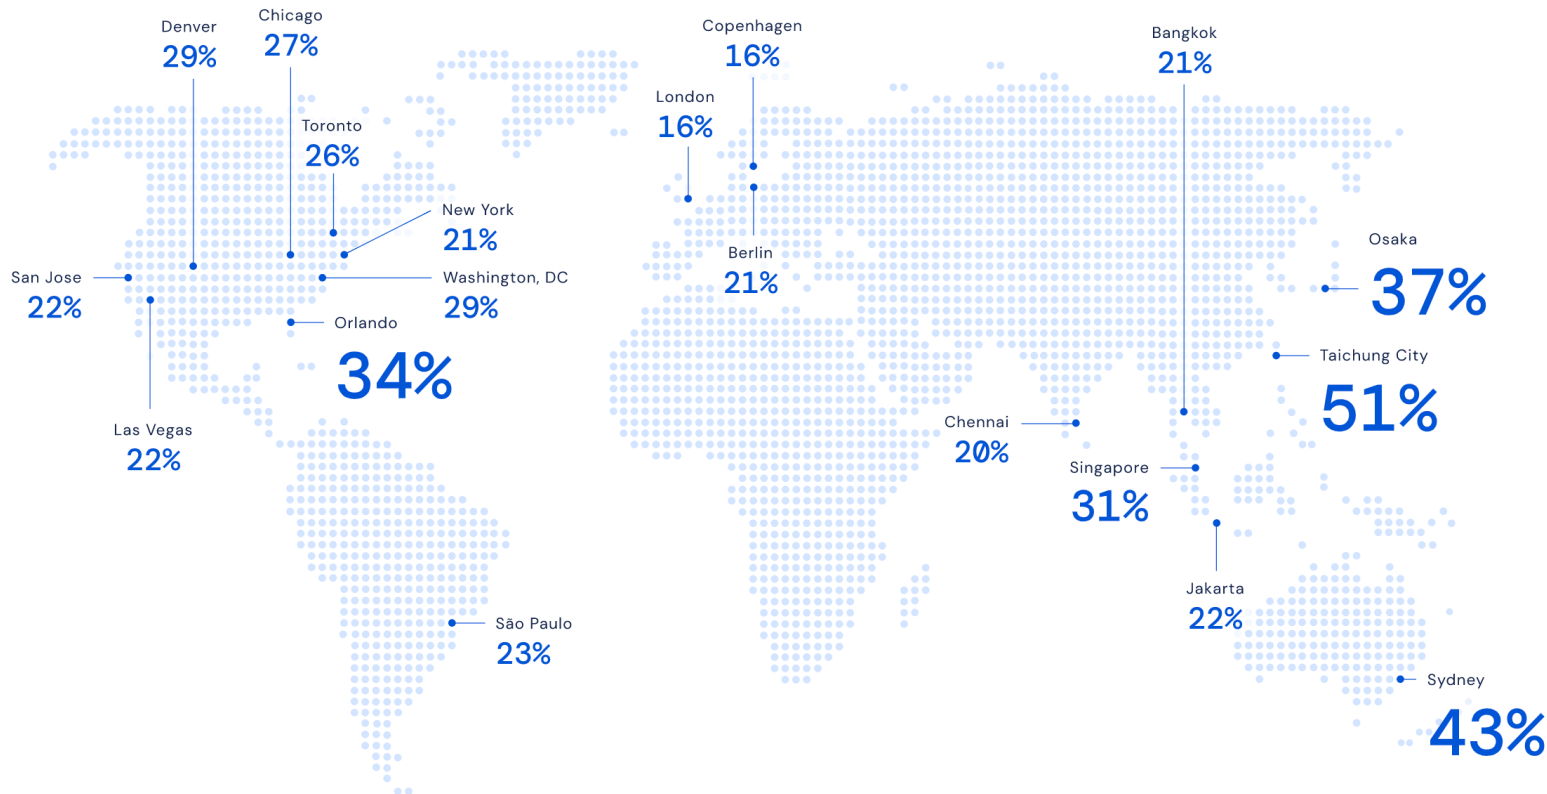 Chicago
27%
Denver
29%
Copenhagen
16%
Bangkok
21%
London
16%
Toronto
26%
New York
21%
Osaka
37%
Berlin
21%
San Jose
22%
Washington, DC
29%
Orlando
34%
Taichung City
51%
Las Vegas
22%
Chennai
20%
Singapore
31%
Jakarta
22%
São Paulo
23%
Sydney
43%